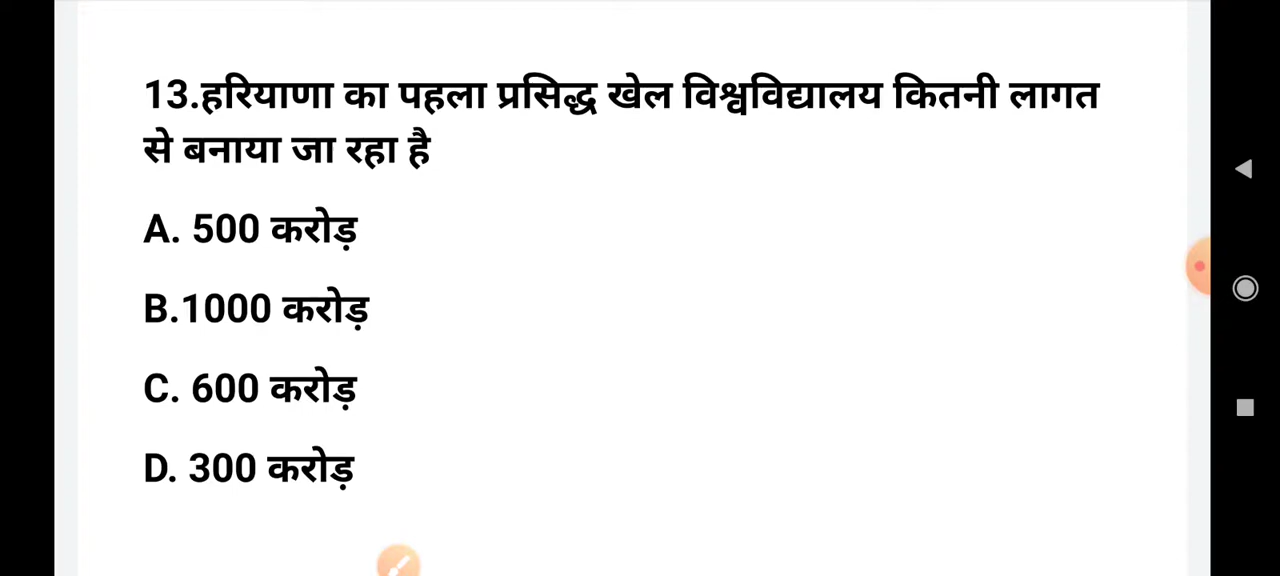 13.हरियाणा का पहला प्रसिद्ध खेल विश्वविद्यालय कितनी लागत
से बनाया जा रहा है
A. 500 करोड़
B.1000 करोड़
C. 600 करोड़
D. 300 करोड़